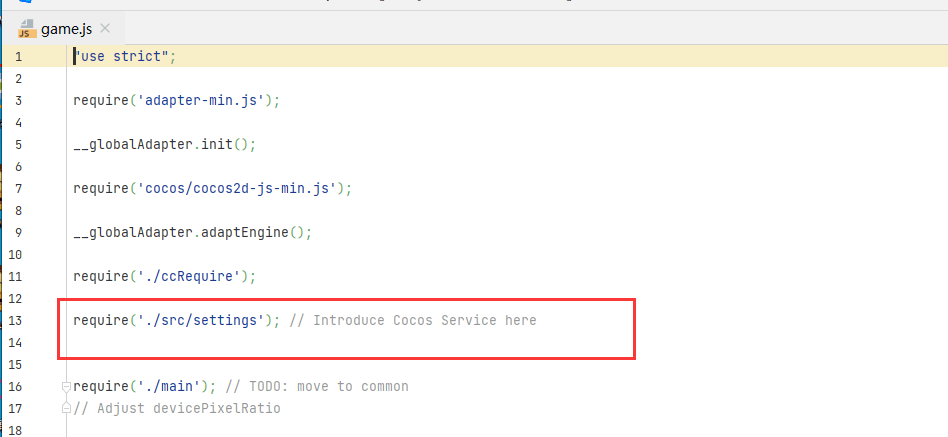 game.js
1 "use strict";
2
3 require('adapter-min.js');
4
5 __globalAdapter.init();
6
7 require('cocos/cocos2d-js-min.js');
8
9 __globalAdapter.adaptEngine();
10
11 require('./ccRequire');
12
13 require('./src/settings'); // Introduce Cocos Service here
14
15
16 require('./main'); // TODO: move to common
17 // Adjust devicePixelRatio
18